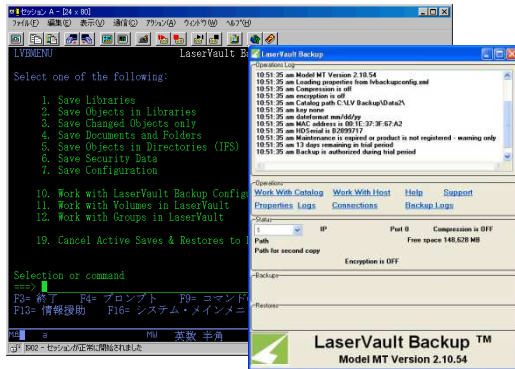 セッション A - [24 x 80]
ファイル(F) 編集(E) 表示(V) 通信(C) アクション(A) ウィンドウ(W) ヘルプ(H)
LVBMENU LaserVault B
Select one of the following:
1. Save Libraries
2. Save Objects in Libraries
3. Save Changed Objects only
4. Save Documents and Folders
5. Save Objects in Directories (IFS)
6. Save Security Data
7. Save Configuration
10. Work with LaserVault Backup Config
11. Work with Volumes in LaserVault
12. Work with Groups in LaserVault
19. Cancel Active Saves & Restores to
Selection or command
===>
F3= 終了 F4= プロンプト F9= コマンド
F13= 情報援助 F16= システム・メインメニ
MA a MW 英数 半角
I902 - セッションが正常に開始されました
LaserVault Backup
Operations Log
10:51:35 am Model MT Version 2.10.54
10:51:35 am Loading properties from lvbackupconfig.xml
10:51:35 am Compression is off
10:51:35 am encryption is off
10:51:35 am Catalog path C:\LV Backup\Data2\
10:51:35 am key none
10:51:35 am dateformat mm/dd/yy
10:51:35 am MAC address is 00:1E:37:3F:67:A2
10:51:35 am HDSerial is B2899717
10:51:35 am Maintenance is expired or product is not registered - warning only
10:51:35 am 13 days remaining in trial period
10:51:35 am Backup is authorized during trial period
Operations
Work With Catalog Work With Host Help Support
Properties Logs Connections Backup Logs
Status
1 IP Port 0 Compression is OFF
Path Free space 148,628 MB
Path for second copy
Encryption is OFF
Backups
Restores
LaserVault Backup ™
Model MT Version 2.10.54